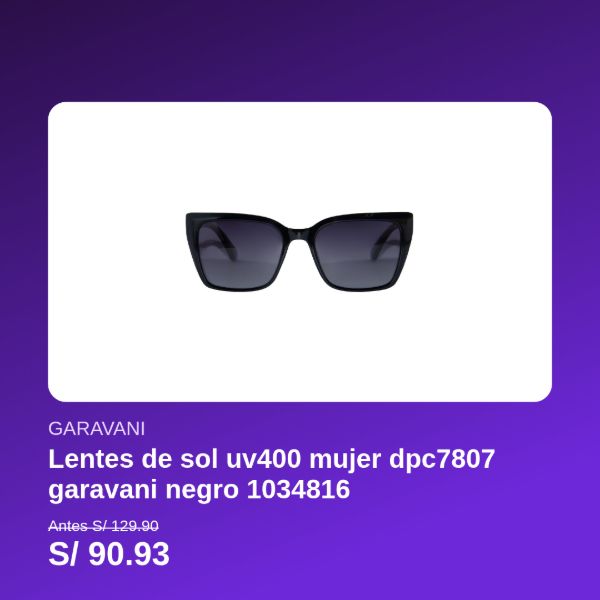 GARAVANI
Lentes de sol uv400 mujer dpc7807
garavani negro 1034816
Antes S/ 129.90
S/ 90.93